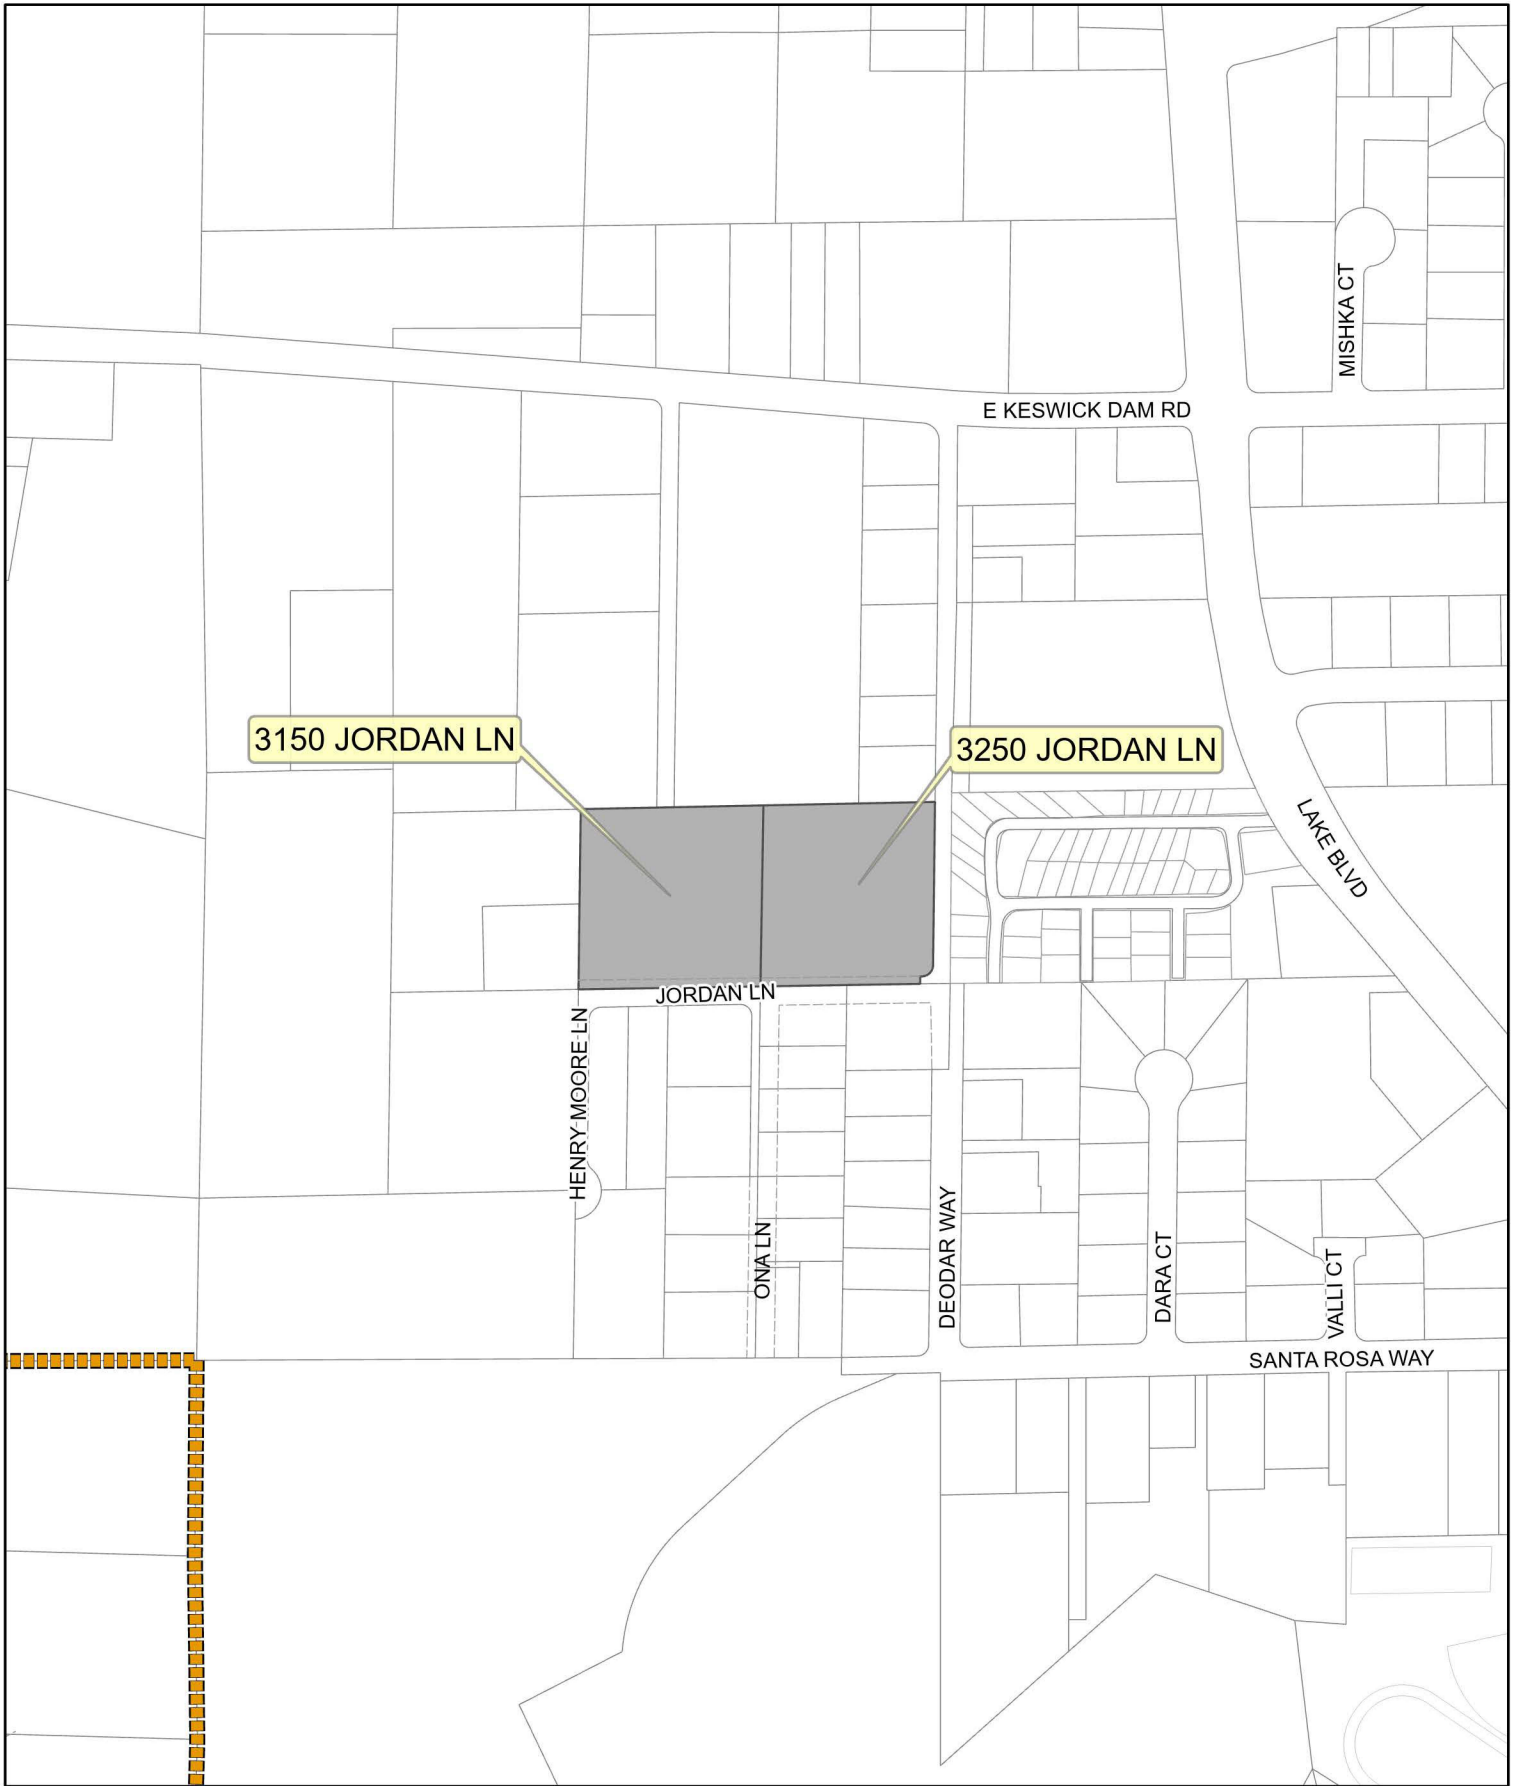 MISHKA CT
E KESWICK DAM RD
3150 JORDAN LN
3250 JORDAN LN
LAKE BLVD
JORDAN LN
HENRY MOORE LN
ONA LN
DEODAR WAY
DARA CT
VALLI CT
SANTA ROSA WAY